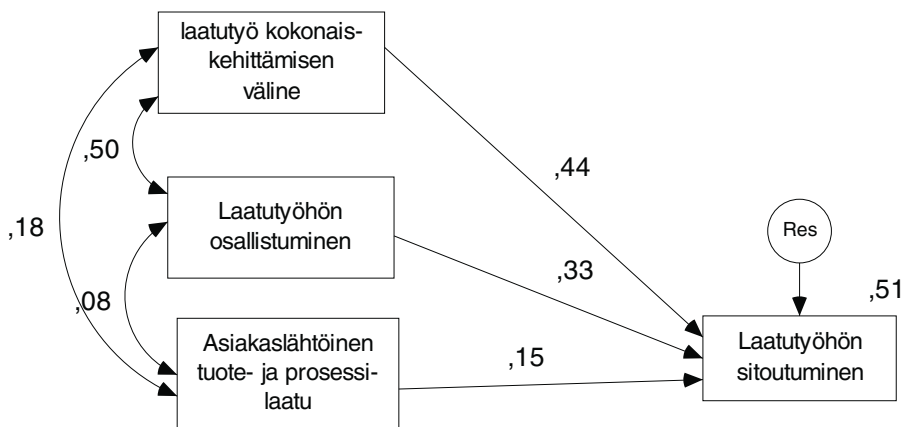 laatutyö kokonais-
kehittämisen
väline
,50
,44
Laatutyöhön
osallistuminen
,18
Res
,33
,08
,51
Asiakaslähtöinen
tuote- ja prosessi-
laatu
,15
Laatutyöhön
sitoutuminen